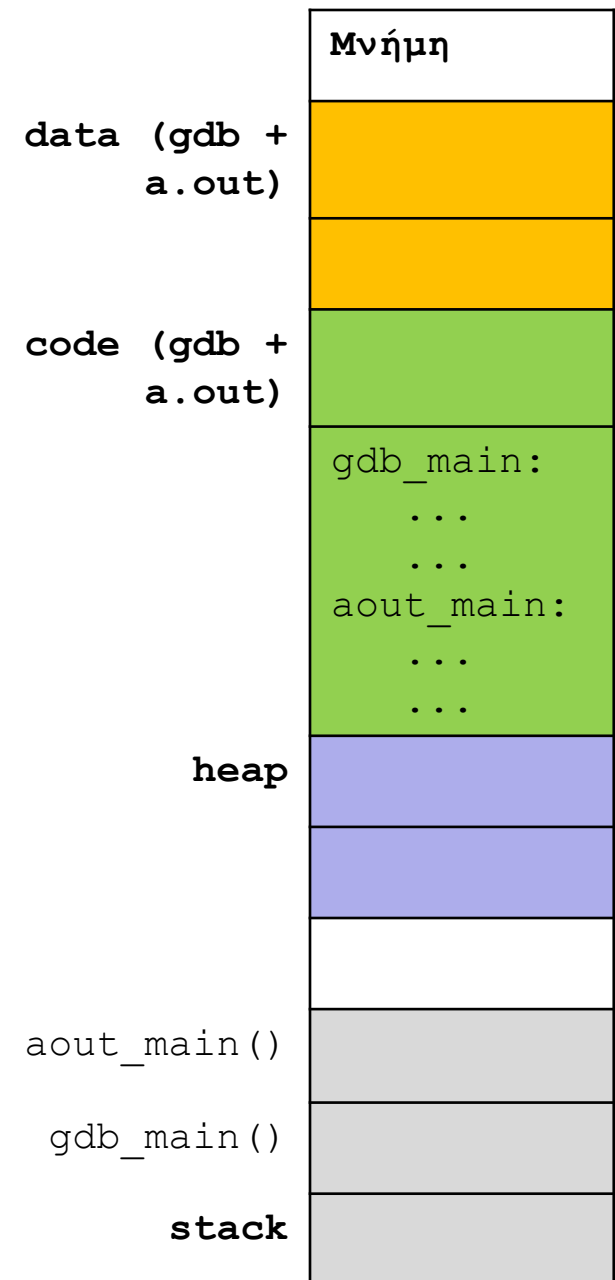 Μνήμη
data (gdb +
a.out)
code (gdb +
a.out)
gdb_main:
...
...
aout_main:
...
...
heap
aout_main()
gdb_main()
stack